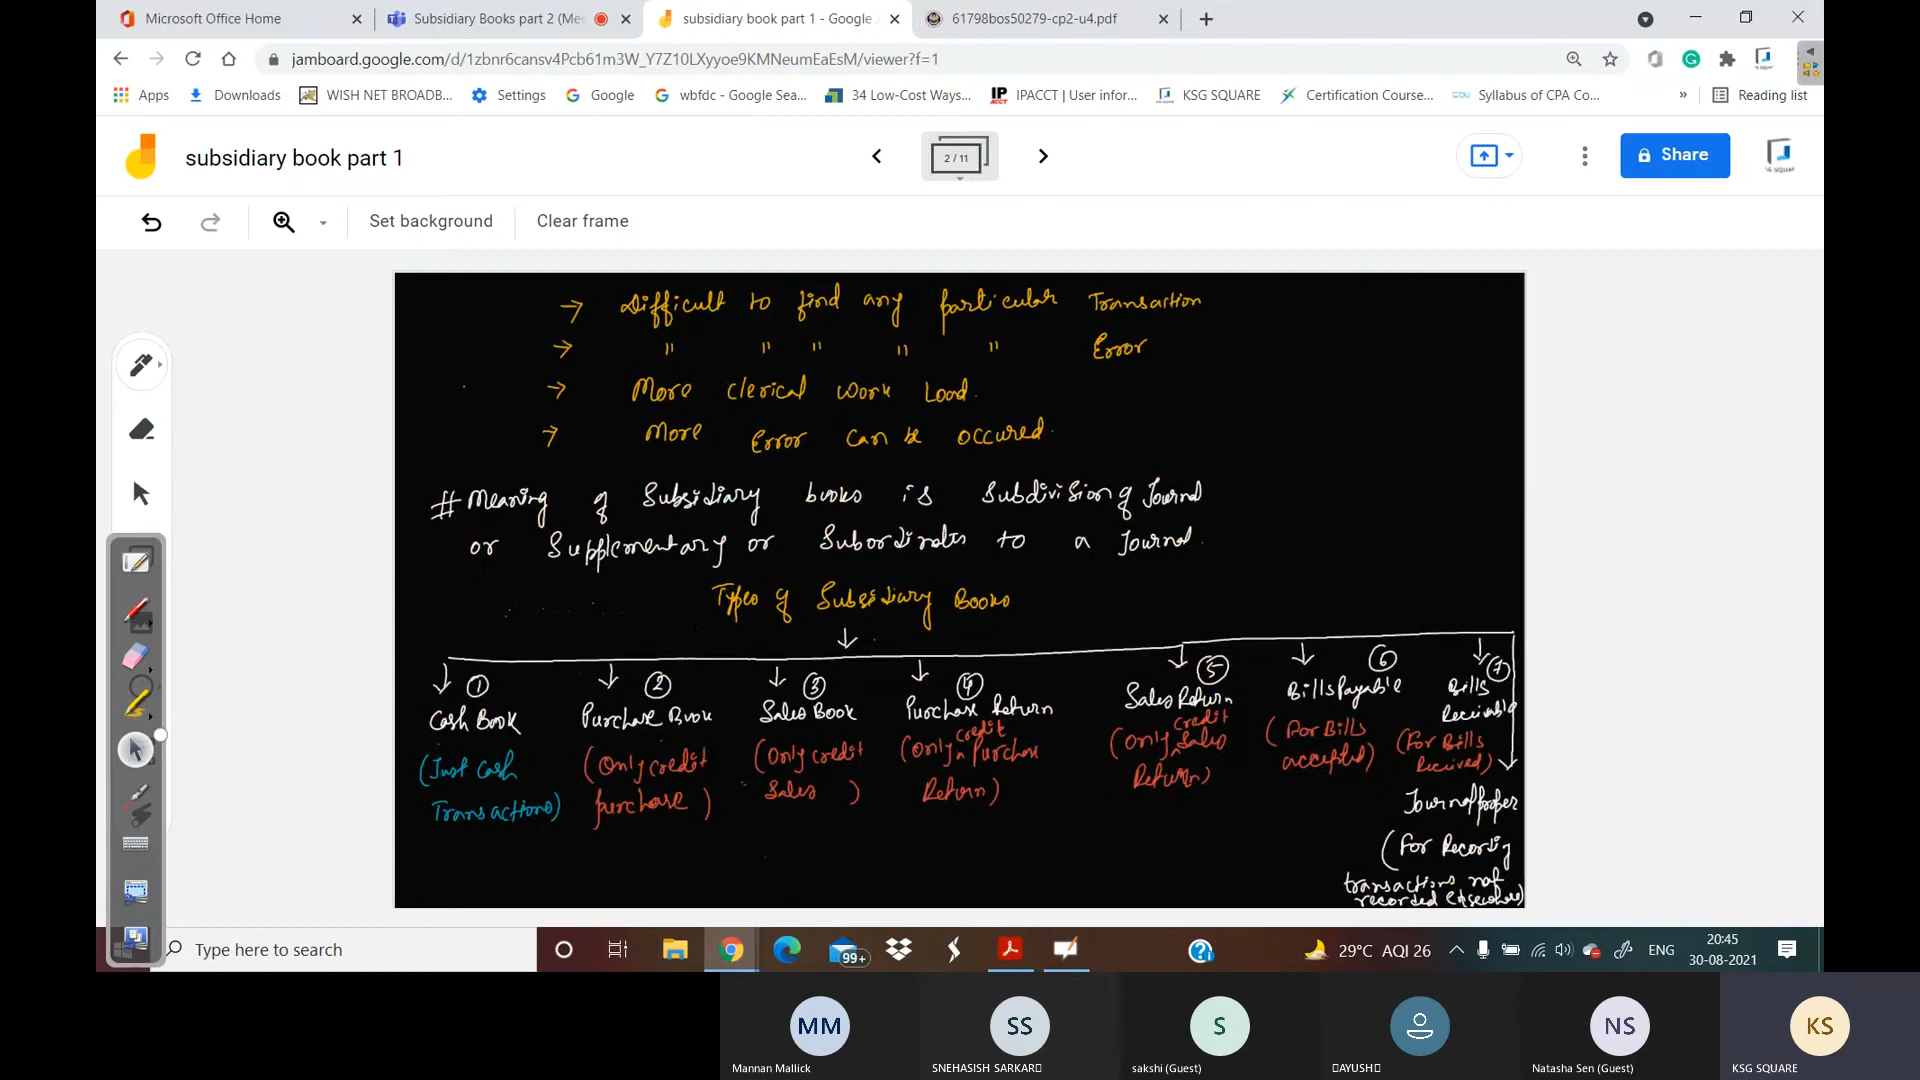 Microsoft Office Home
Subsidiary Books part 2 (Me
subsidiary book part 1 - Google
61798bos50279-cp2-u4.pdf
jamboard.google.com/d/1zbnr6cansv4Pcb61m3W_Y7Z10LXyyoe9KMNeumEaEsM/viewer?f=1
Apps Downloads WISH NET BROADB... Settings Google wbfdc - Google Sea... 34 Low-Cost Ways... IPACCT | User infor... KSG SQUARE Certification Course... Syllabus of CPA Co... » Reading list
subsidiary book part 1
2 / 11
Share
Set background Clear frame
→ Difficult to find any particular Transaction
→ " " " " " Error
→ More clerical work Load.
→ More Error can be occured.
# Meaning of Subsidiary books is Subdivision of Journal
or Supplementary or Subordinates to a Journal.
Types of Subsidiary Books
① Cash Book
(Just Cash
Transactions)
② Purchase Book
(Only credit
purchase)
③ Sales Book
(Only credit
Sales)
④ Purchase Return
(Only credit Purchase
Return)
⑤ Sales Return
(Only credit Sales
Return)
⑥ Bills Payable
(For Bills
accepted)
⑦ Bills
Receivable
(For Bills
Received)
Journal proper
(For Recording
transactions not
recorded elsewhere)
Type here to search
99+
29°C AQI 26
ENG
20:45
30-08-2021
MM
SS
S
NS
KS
Mannan Mallick
SNEHASISH SARKAR
sakshi (Guest)
AYUSH
Natasha Sen (Guest)
KSG SQUARE